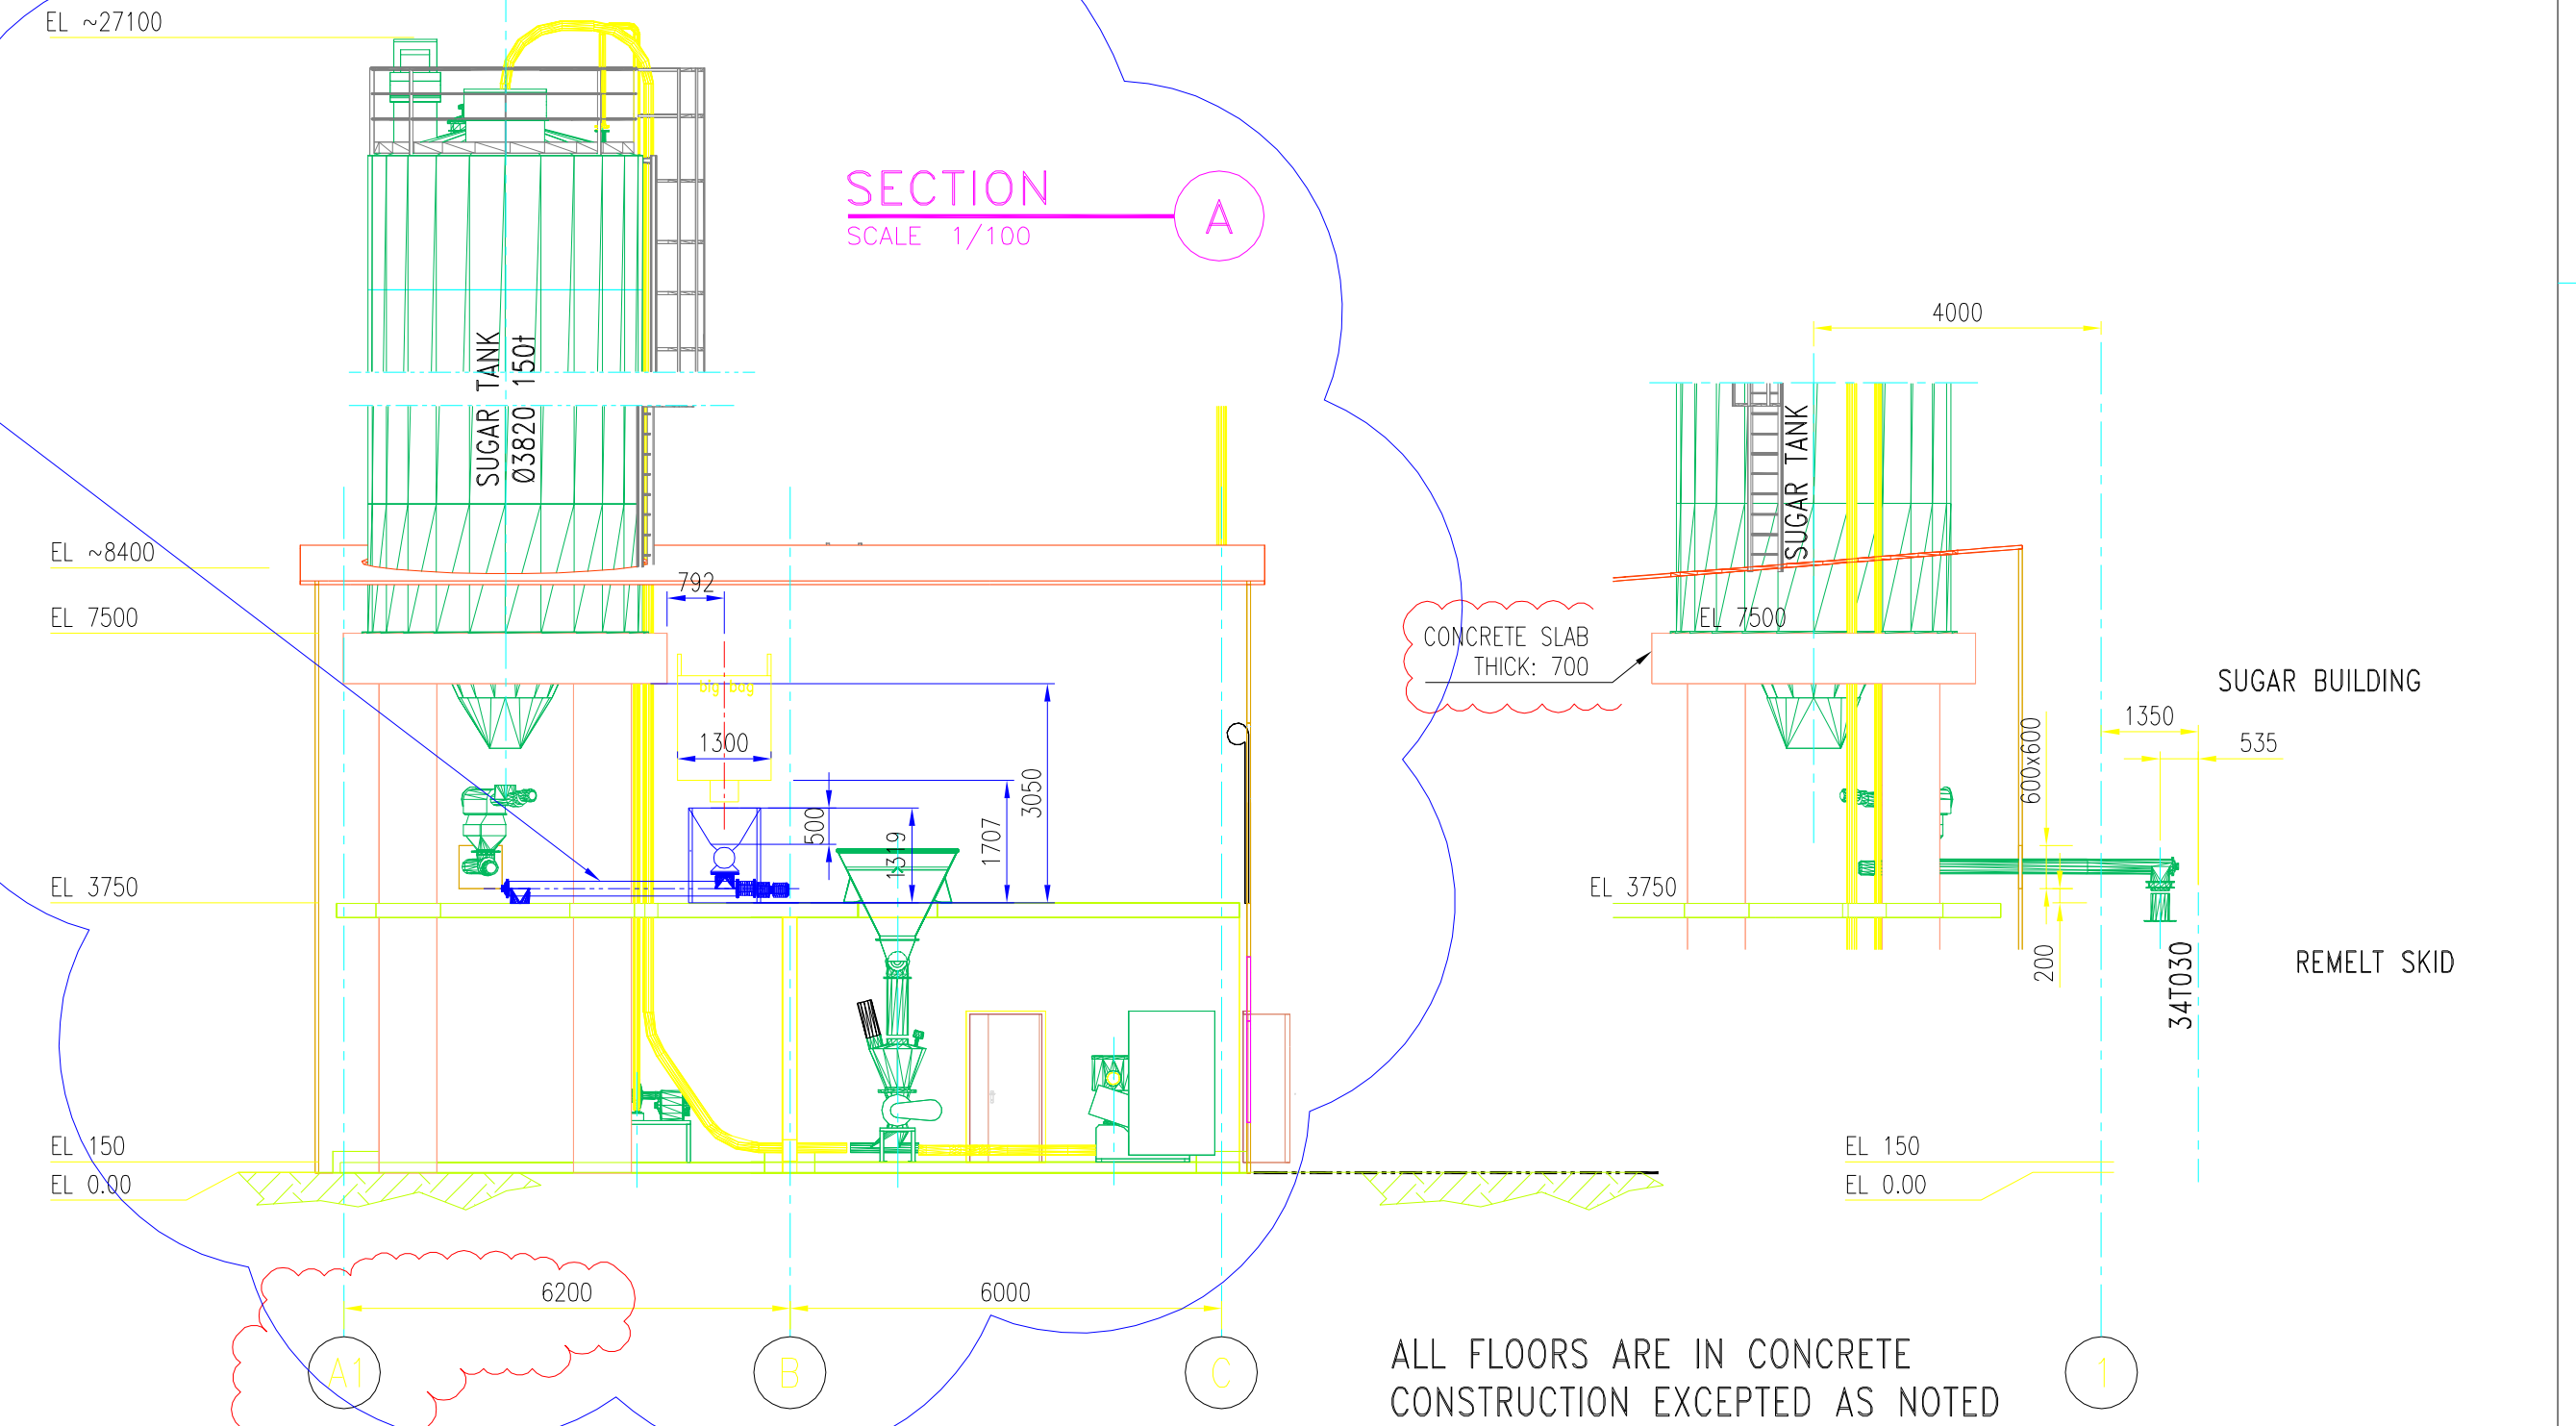 EL ~27100
SECTION
A
SCALE 1/100
SUGAR TANK
Ø3820 150t
4000
SUGAR TANK
EL ~8400
792
EL 7500
EL 7500
CONCRETE SLAB
THICK: 700
big bag
SUGAR BUILDING
1300
1350
535
600x600
3050
500
1319
1707
EL 3750
EL 3750
200
34T030
REMELT SKID
EL 150
EL 0.00
EL 150
EL 0.00
6200
6000
A1
B
C
1
ALL FLOORS ARE IN CONCRETE
CONSTRUCTION EXCEPTED AS NOTED